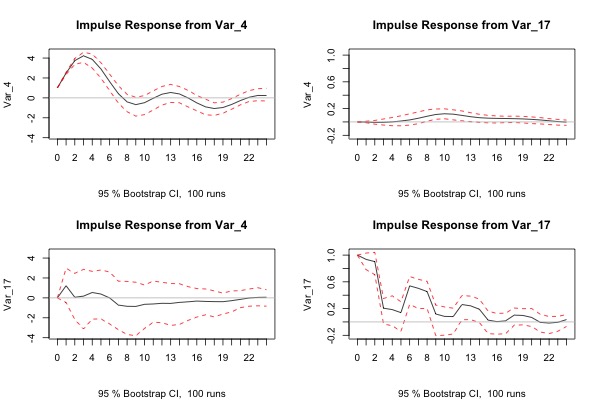 Impulse Response from Var_4
Var_4
4
2
0
-2
-4
0 2 4 6 8 10 13 16 19 22
95 % Bootstrap CI, 100 runs
Impulse Response from Var_17
Var_4
1.0
0.6
0.2
-0.2
0 2 4 6 8 10 13 16 19 22
95 % Bootstrap CI, 100 runs
Impulse Response from Var_4
Var_17
4
2
0
-2
-4
0 2 4 6 8 10 13 16 19 22
95 % Bootstrap CI, 100 runs
Impulse Response from Var_17
Var_17
1.0
0.6
0.2
-0.2
0 2 4 6 8 10 13 16 19 22
95 % Bootstrap CI, 100 runs